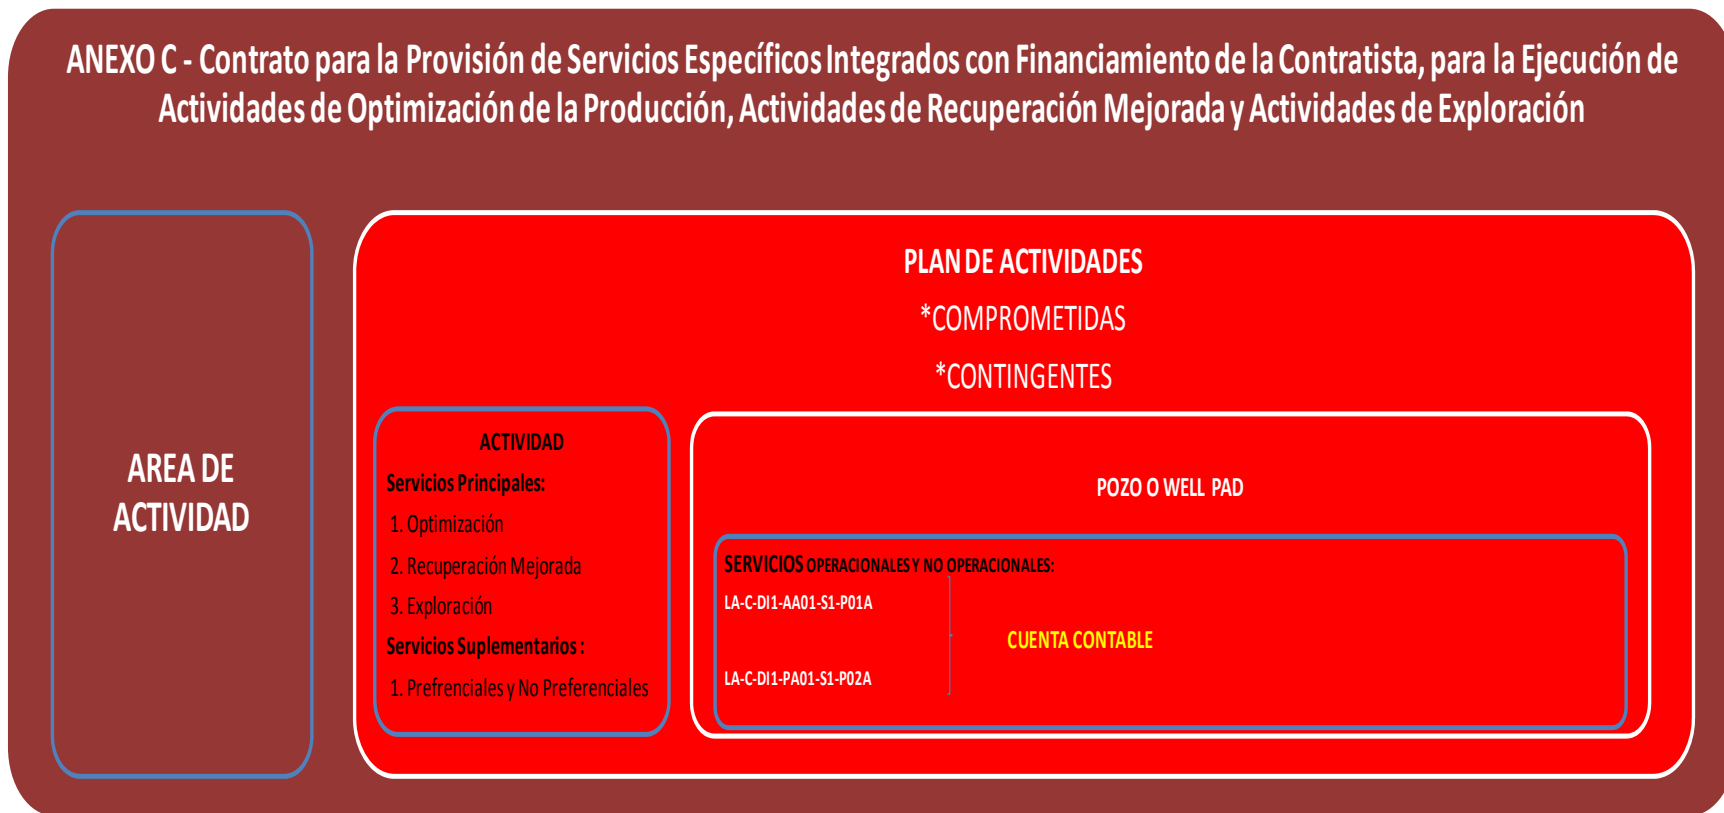 ANEXO C - Contrato para la Provisión de Servicios Específicos Integrados con Financiamiento de la Contratista, para la Ejecución de
Actividades de Optimización de la Producción, Actividades de Recuperación Mejorada y Actividades de Exploración
AREA DE
ACTIVIDAD
PLAN DE ACTIVIDADES
*COMPROMETIDAS
*CONTINGENTES
ACTIVIDAD
Servicios Principales:
1. Optimización
2. Recuperación Mejorada
3. Exploración
Servicios Suplementarios :
1. Prefrenciales y No Preferenciales
POZO O WELL PAD
SERVICIOS OPERACIONALES Y NO OPERACIONALES:
LA-C-DI1-AA01-S1-P01A
CUENTA CONTABLE
LA-C-DI1-PA01-S1-P02A